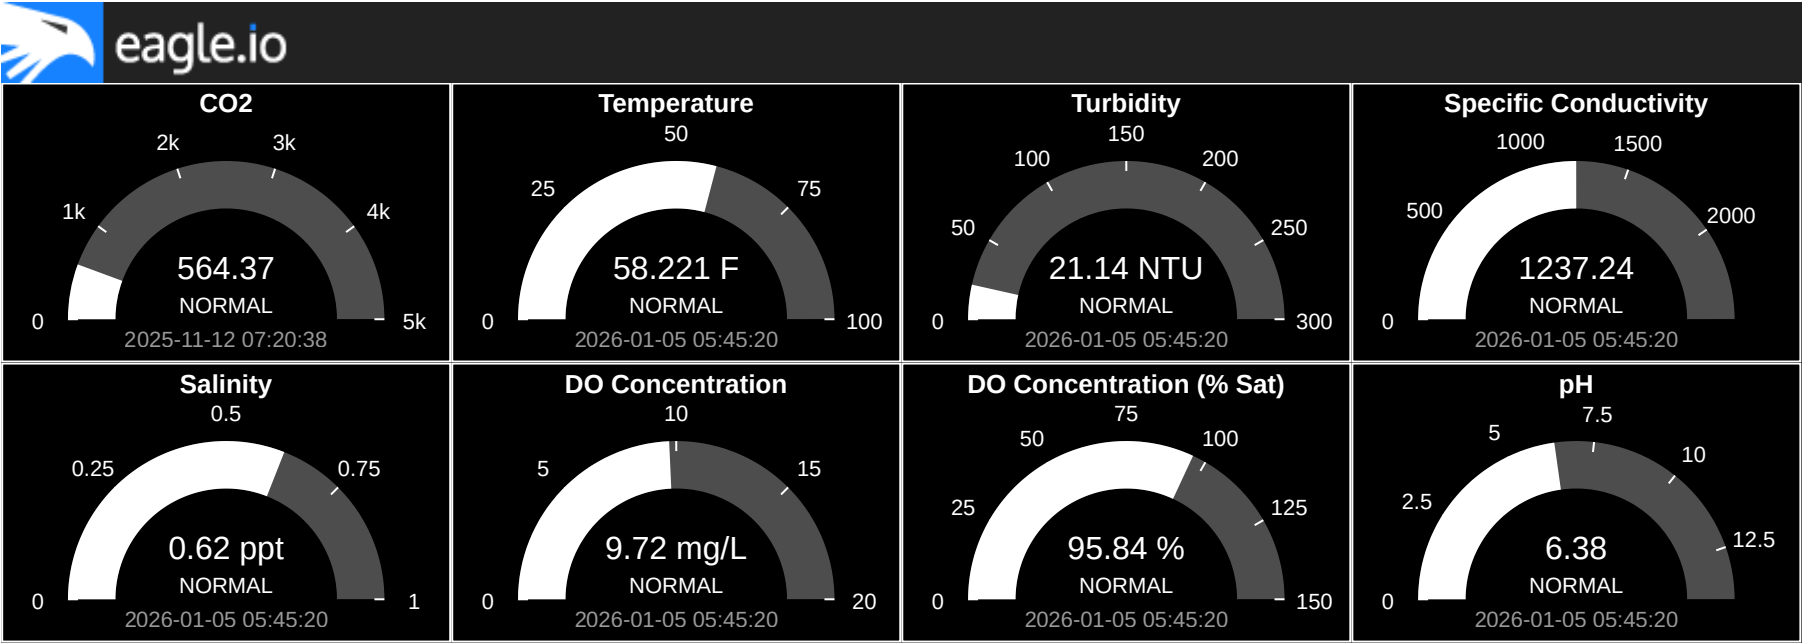 eagle.io
CO2
0
1k
2k
3k
4k
5k
564.37
NORMAL
2025-11-12 07:20:38
Temperature
0
25
50
75
100
58.221 F
NORMAL
2026-01-05 05:45:20
Turbidity
0
50
100
150
200
250
300
21.14 NTU
NORMAL
2026-01-05 05:45:20
Specific Conductivity
0
500
1000
1500
2000
1237.24
NORMAL
2026-01-05 05:45:20
Salinity
0
0.25
0.5
0.75
1
0.62 ppt
NORMAL
2026-01-05 05:45:20
DO Concentration
0
5
10
15
20
9.72 mg/L
NORMAL
2026-01-05 05:45:20
DO Concentration (% Sat)
0
25
50
75
100
125
150
95.84 %
NORMAL
2026-01-05 05:45:20
pH
0
2.5
5
7.5
10
12.5
6.38
NORMAL
2026-01-05 05:45:20